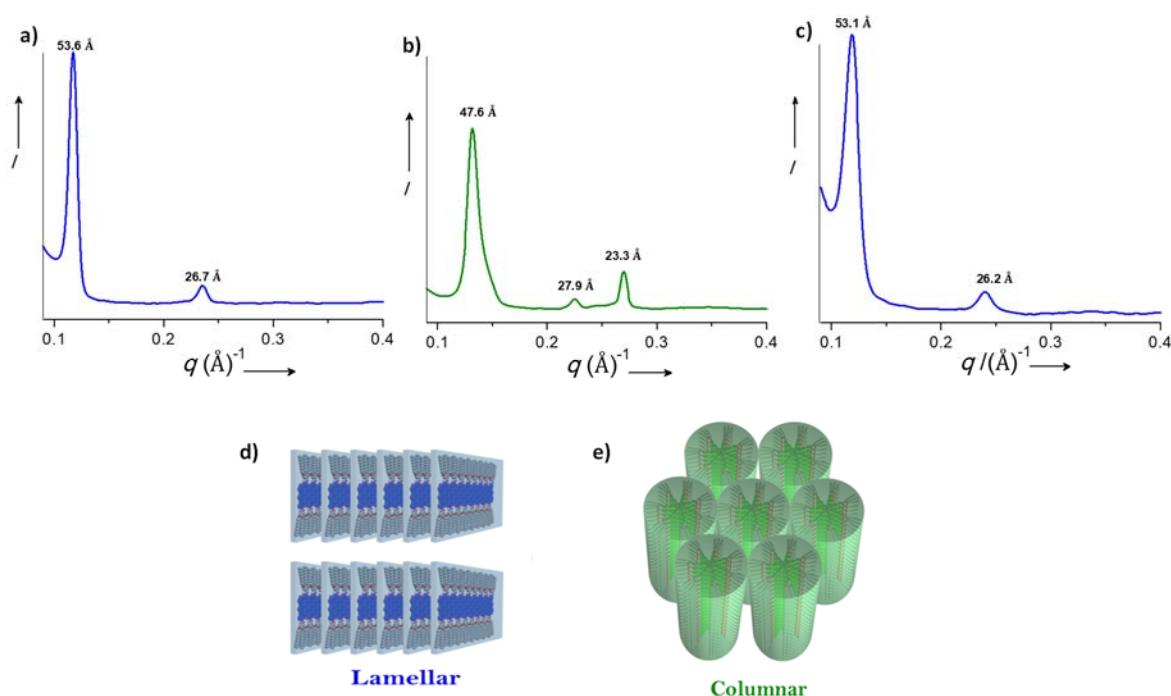 a)
53.6 Å
26.7 Å
I
0.1 0.2 0.3 0.4
q (Å)⁻¹
b)
47.6 Å
27.9 Å
23.3 Å
I
0.1 0.2 0.3 0.4
q (Å)⁻¹
c)
53.1 Å
26.2 Å
I
0.1 0.2 0.3 0.4
q /(Å)⁻¹
d)
Lamellar
e)
Columnar